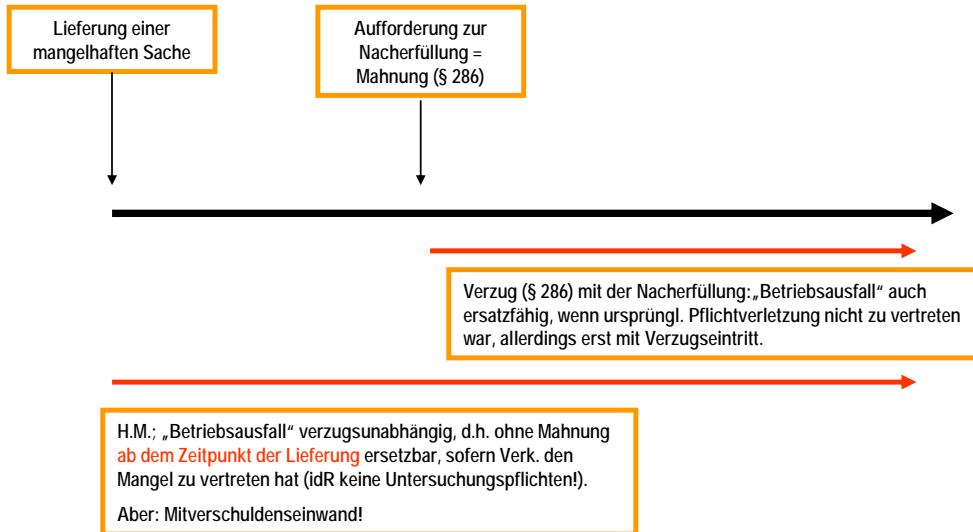 Lieferung einer
mangelhaften Sache
Aufforderung zur
Nacherfüllung =
Mahnung (§ 286)
Verzug (§ 286) mit der Nacherfüllung:„Betriebsausfall“ auch
ersatzfähig, wenn ursprüngl. Pflichtverletzung nicht zu vertreten
war, allerdings erst mit Verzugseintritt.
H.M.; „Betriebsausfall“ verzugsunabhängig, d.h. ohne Mahnung
ab dem Zeitpunkt der Lieferung ersetzbar, sofern Verk. den
Mangel zu vertreten hat (idR keine Untersuchungspflichten!).
Aber: Mitverschuldenseinwand!